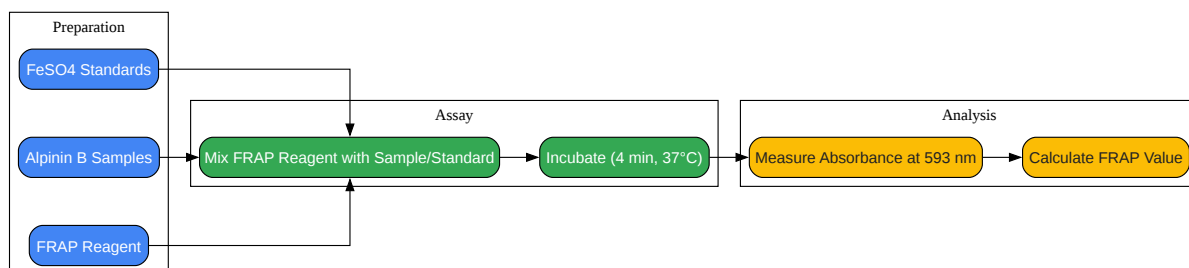 Preparation
FeSO4 Standards
Alpinin B Samples
FRAP Reagent
Assay
Mix FRAP Reagent with Sample/Standard
Incubate (4 min, 37°C)
Analysis
Measure Absorbance at 593 nm
Calculate FRAP Value